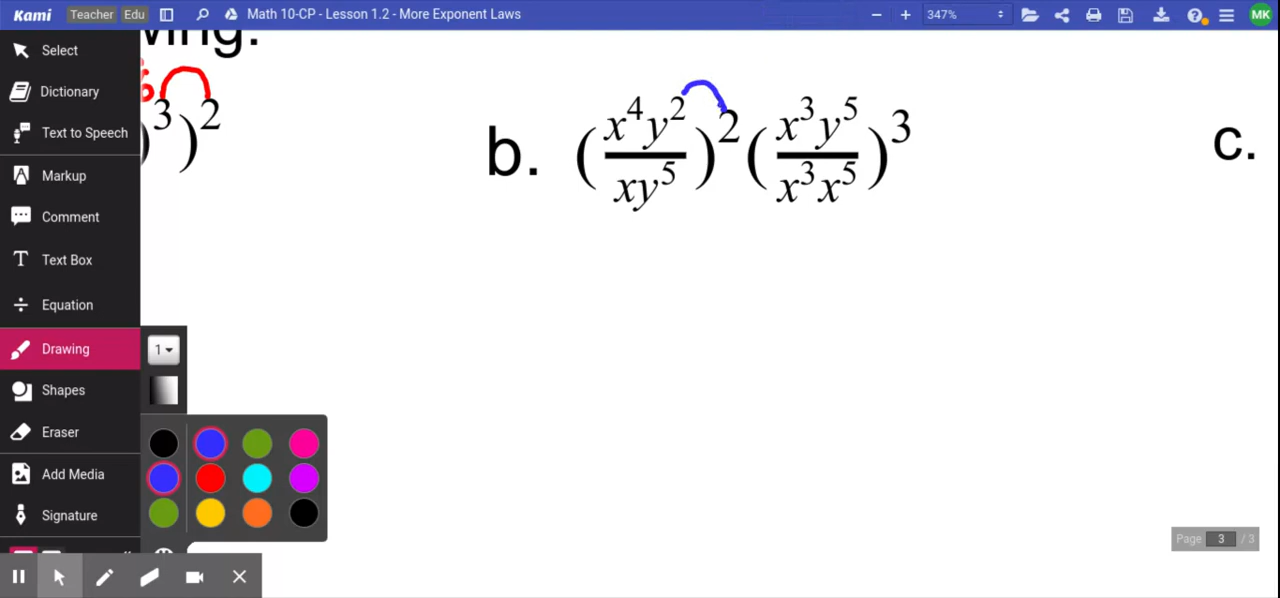 Kami Teacher Edu Math 10-CP - Lesson 1.2 - More Exponent Laws 347% MK
Select
Dictionary
Text to Speech
Markup
Comment
Text Box
Equation
Drawing
1
Shapes
Eraser
Add Media
Signature
)³)²
b. (x⁴y²/xy⁵)²(x³y⁵/x³x⁵)³
c.
Page 3 / 3